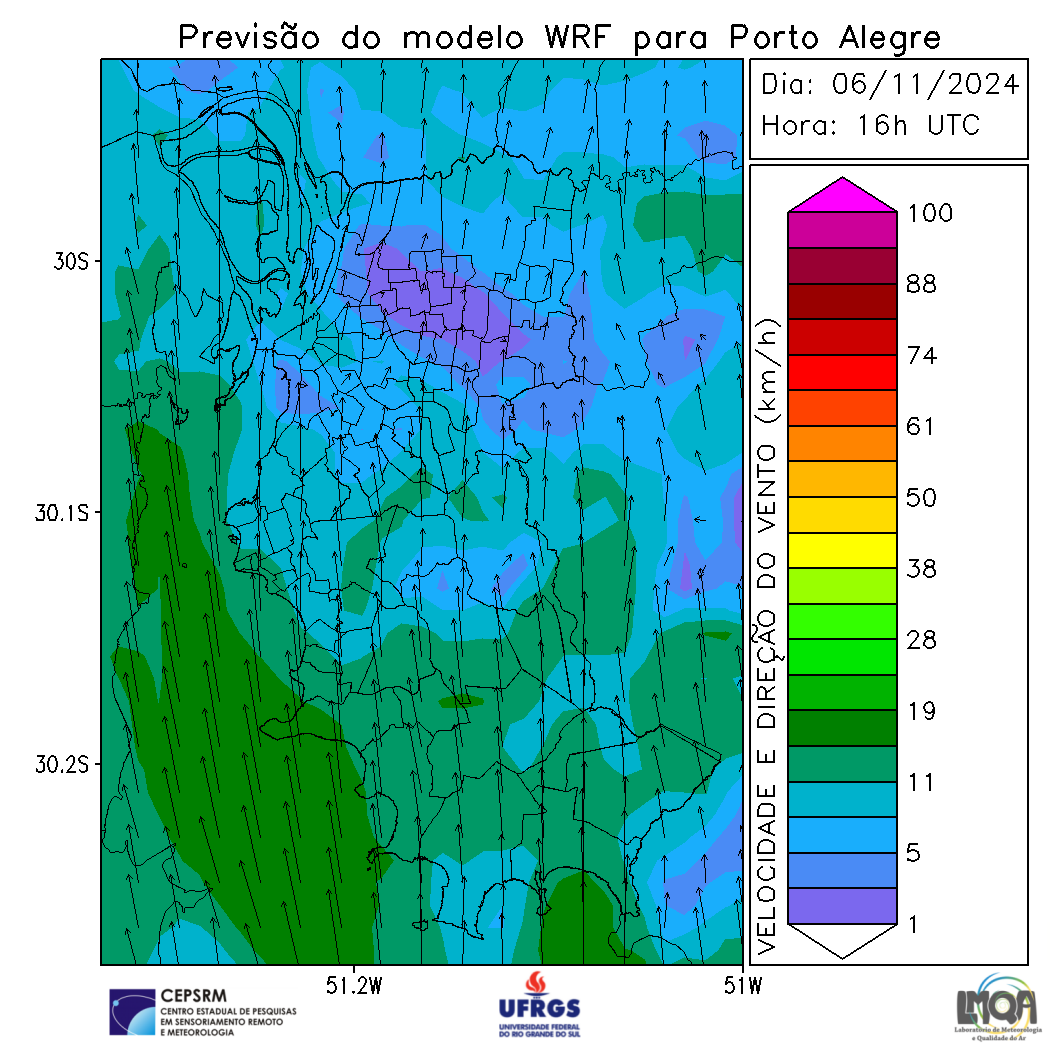 Previsão do modelo WRF para Porto Alegre
Dia: 06/11/2024
Hora: 16h UTC
30S
30.1S
30.2S
51.2W
51W
VELOCIDADE E DIREÇÃO DO VENTO (km/h)
100
88
74
61
50
38
28
19
11
5
1
CEPSRM
CENTRO ESTADUAL DE PESQUISAS
EM SENSORIAMENTO REMOTO
E METEOROLOGIA
UFRGS
UNIVERSIDADE FEDERAL
DO RIO GRANDE DO SUL
LMQA
Laboratório de Meteorologia
e Qualidade do Ar